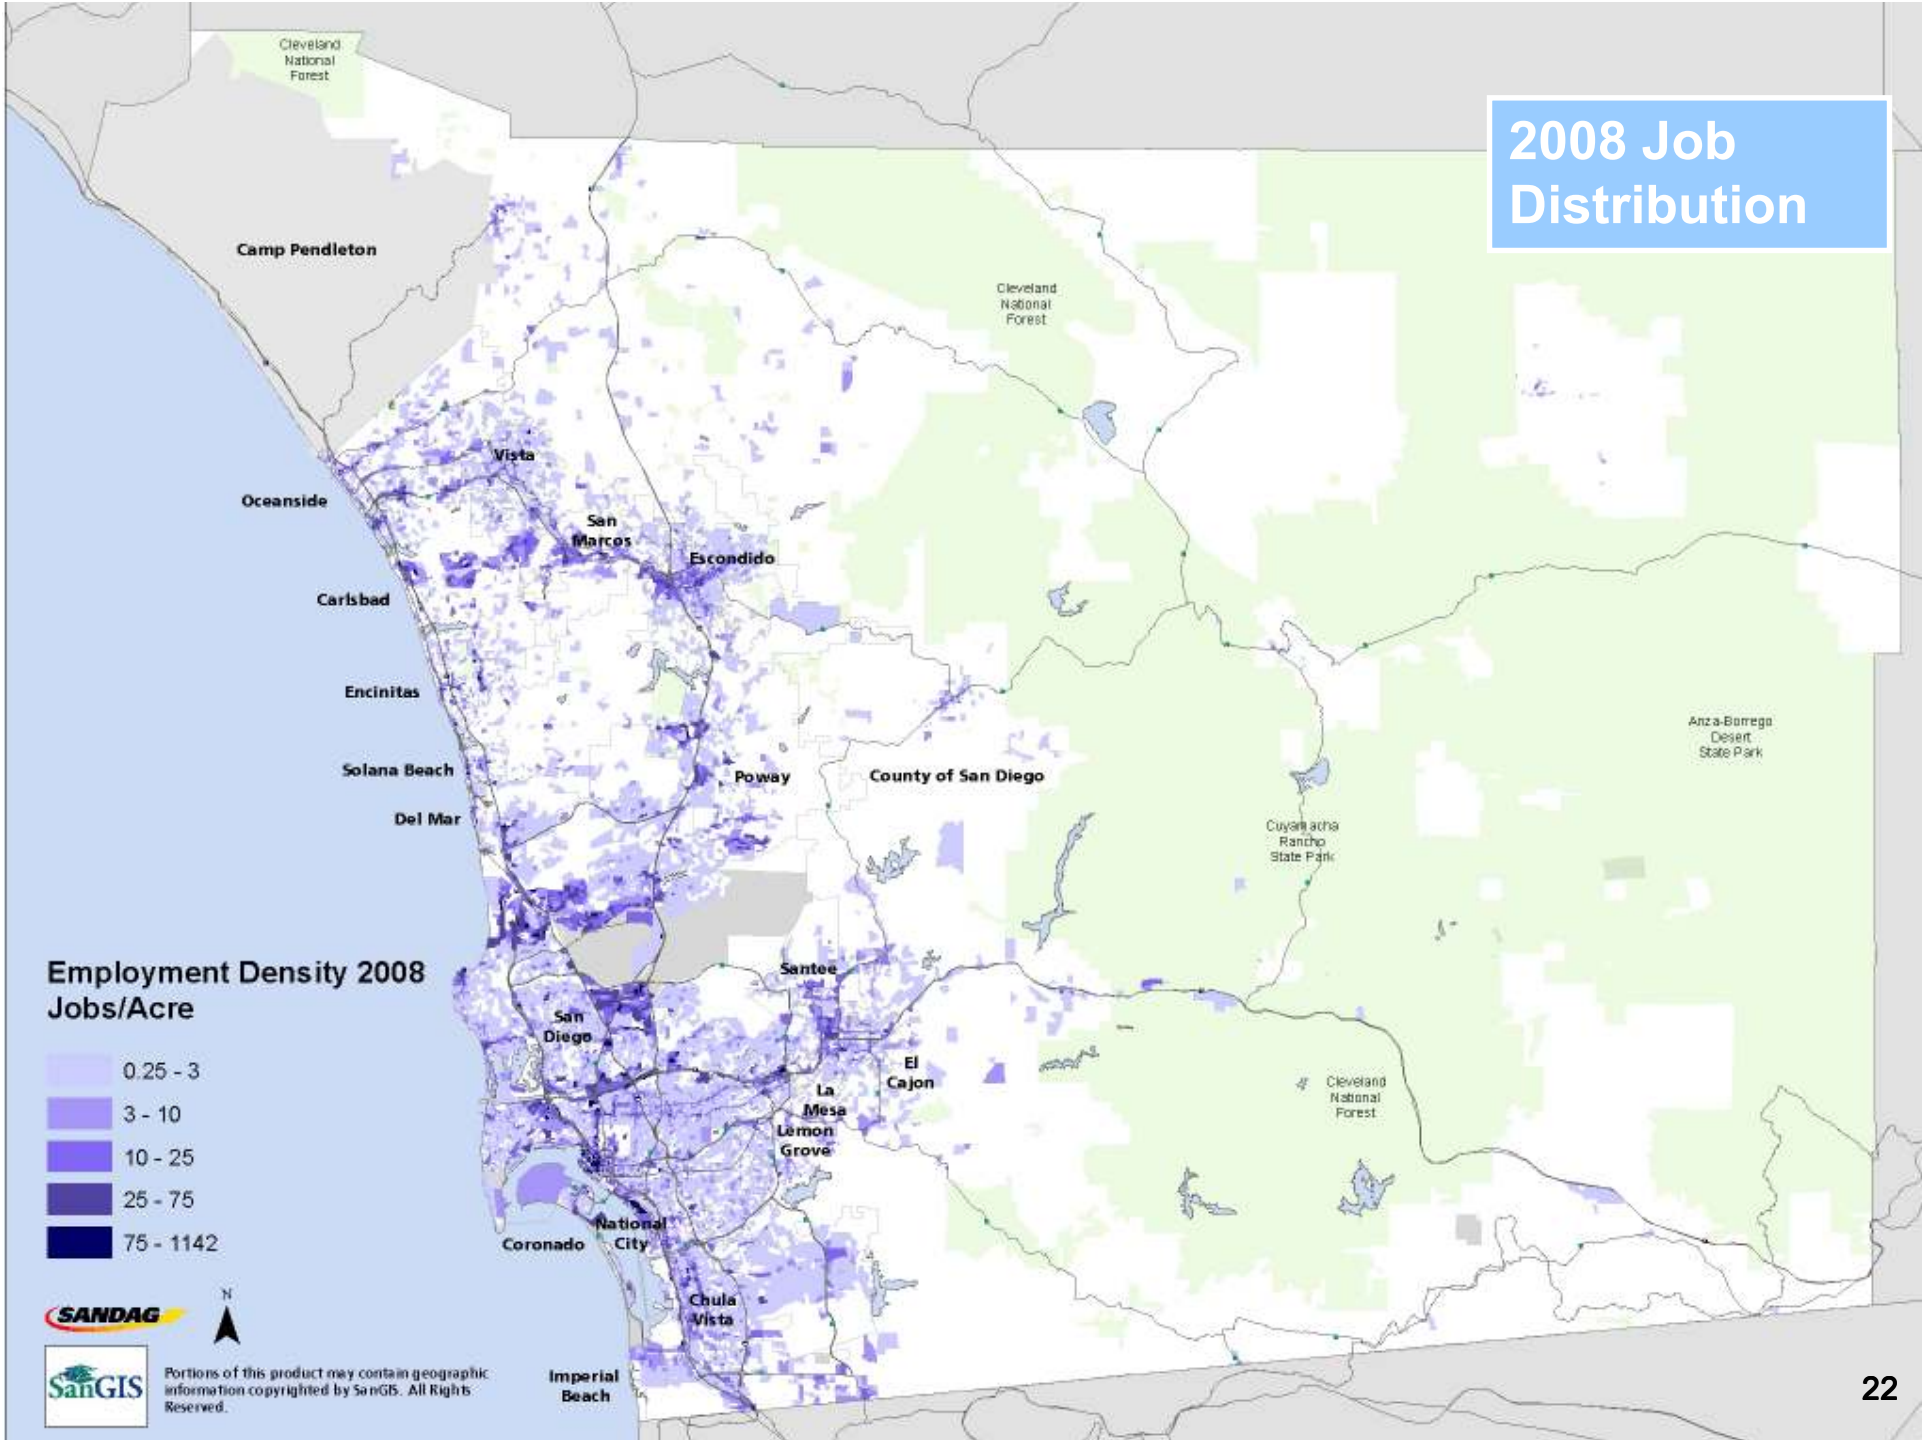 2008 Job
Distribution
Cleveland
National
Forest
Camp Pendleton
Cleveland
National
Forest
Vista
Oceanside
San
Marcos
Escondido
Carlsbad
Encinitas
Anza-Borrego
Desert
State Park
Solana Beach
Poway
County of San Diego
Del Mar
Cuyamacha
Rancho
State Park
Employment Density 2008
Jobs/Acre
0.25 - 3
3 - 10
10 - 25
25 - 75
75 - 1142
Santee
San
Diego
El
Cajon
La
Mesa
Lemon
Grove
Cleveland
National
Forest
National
City
Coronado
Chula
Vista
Imperial
Beach
N
SANDAG
SanGIS
Portions of this product may contain geographic
information copyrighted by SanGIS. All Rights
Reserved.
22